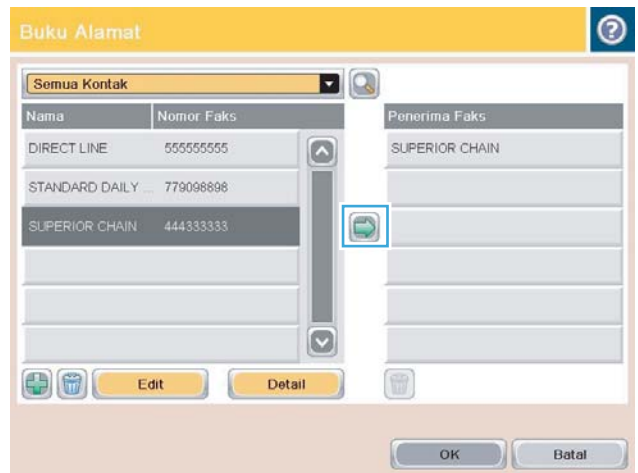 Buku Alamat
?
Semua Kontak
Nama Nomor Faks Penerima Faks
DIRECT LINE 555555555 SUPERIOR CHAIN
STANDARD DAILY ... 779098898
SUPERIOR CHAIN 444333333
Edit Detail
OK Batal